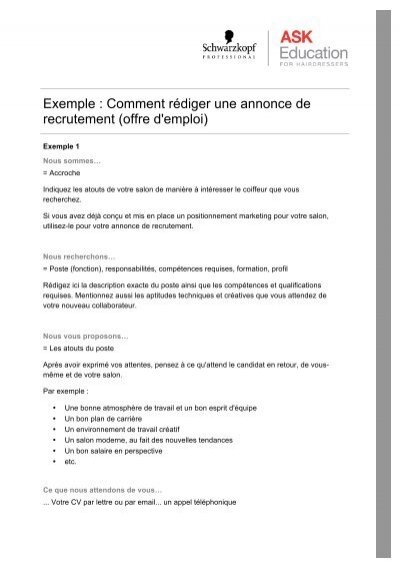 Schwarzkopf
PROFESSIONAL
ASK
Education
FOR HAIRDRESSERS
Exemple : Comment rédiger une annonce de
recrutement (offre d'emploi)
Exemple 1
Nous sommes…
= Accroche
Indiquez les atouts de votre salon de manière à intéresser le coiffeur que vous
recherchez.
Si vous avez déjà conçu et mis en place un positionnement marketing pour votre salon,
utilisez-le pour votre annonce de recrutement.
Nous recherchons…
= Poste (fonction), responsabilités, compétences requises, formation, profil
Rédigez ici la description exacte du poste ainsi que les compétences et qualifications
requises. Mentionnez aussi les aptitudes techniques et créatives que vous attendez de
votre nouveau collaborateur.
Nous vous proposons…
= Les atouts du poste
Après avoir exprimé vos attentes, pensez à ce qu'attend le candidat en retour, de vous-
même et de votre salon.
Par exemple :
• Une bonne atmosphère de travail et un bon esprit d'équipe
• Un bon plan de carrière
• Un environnement de travail créatif
• Un salon moderne, au fait des nouvelles tendances
• Un bon salaire en perspective
• etc.
Ce que nous attendons de vous…
... Votre CV par lettre ou par email... un appel téléphonique